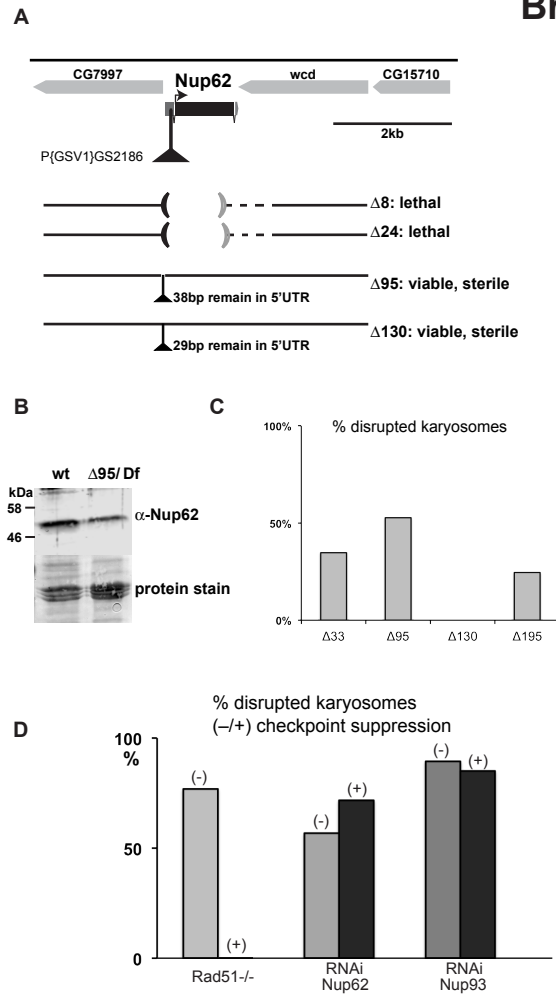 A
Br
CG7997
Nup62
wcd
CG15710
2kb
P{GSV1}GS2186
Δ8: lethal
Δ24: lethal
38bp remain in 5'UTR
Δ95: viable, sterile
29bp remain in 5'UTR
Δ130: viable, sterile
B
C
wt Δ95/ Df
kDa
58
46
α-Nup62
protein stain
% disrupted karyosomes
100%
50%
0%
Δ33 Δ95 Δ130 Δ195
D
% disrupted karyosomes
(–/+) checkpoint suppression
100
%
50
0
(-)
(+)
(-)
(+)
(-)
(+)
Rad51-/-
RNAi
Nup62
RNAi
Nup93